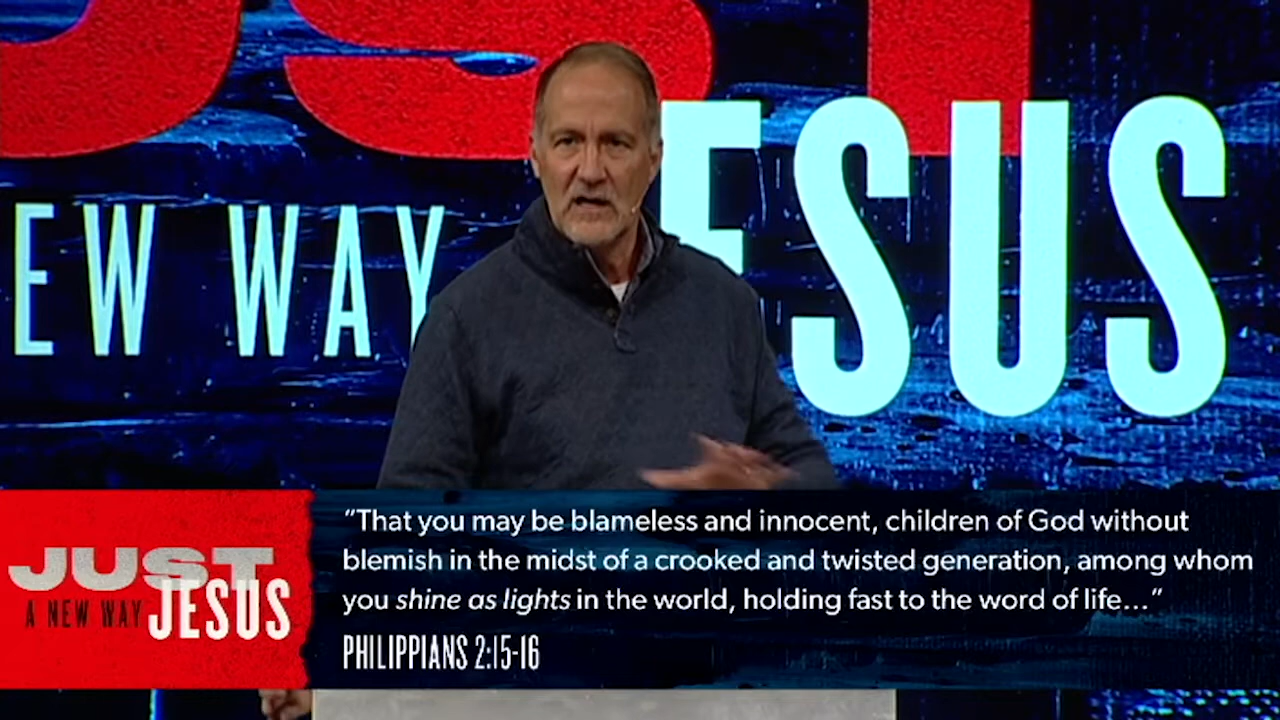 JUST
EW WAY
JESUS
JUST
A NEW WAY
JESUS
“That you may be blameless and innocent, children of God without
blemish in the midst of a crooked and twisted generation, among whom
you shine as lights in the world, holding fast to the word of life…”
PHILIPPIANS 2:15-16